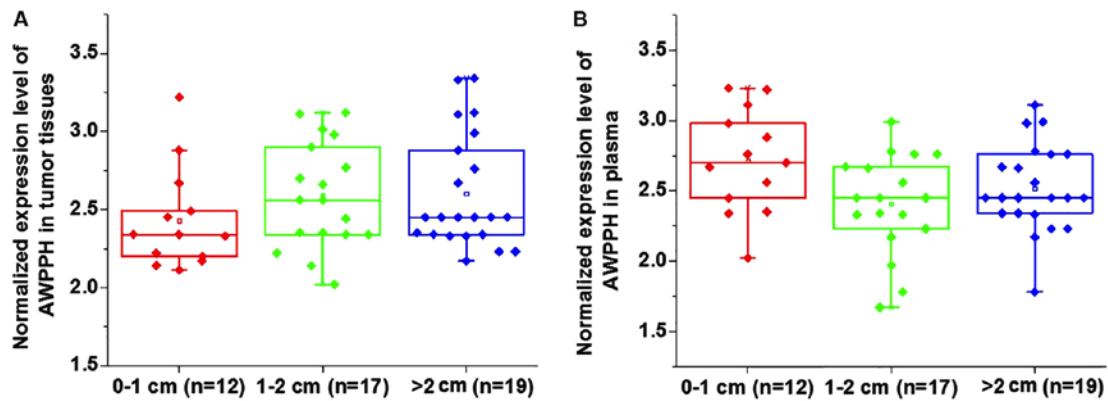 A
Normalized expression level of
AWPPH in tumor tissues
3.5
3.0
2.5
2.0
1.5
0-1 cm (n=12)
1-2 cm (n=17)
>2 cm (n=19)
B
Normalized expression level of
AWPPH in plasma
3.5
3.0
2.5
2.0
1.5
0-1 cm (n=12)
1-2 cm (n=17)
>2 cm (n=19)